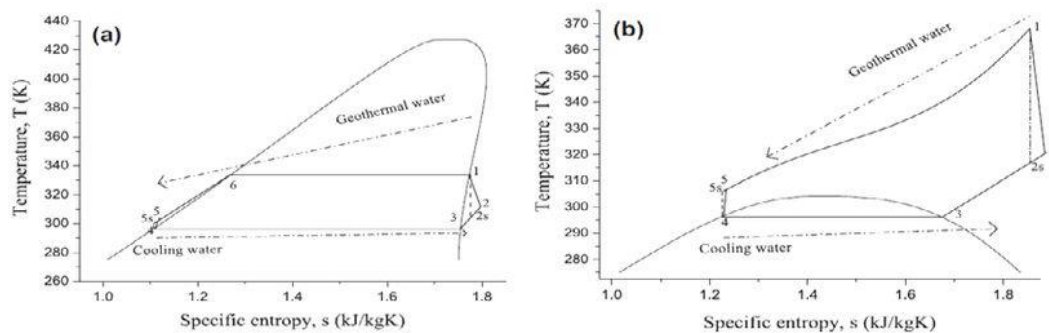 (a)
440
420
400
380
360
340
320
300
280
260
Temperature, T (K)
1.0
1.2
1.4
1.6
1.8
Specific entropy, s (kJ/kgK)
Geothermal water
Cooling water
1
2
2s
3
4
5
5s
6
(b)
370
360
350
340
330
320
310
300
290
280
Temperature, T (K)
1.0
1.2
1.4
1.6
1.8
Specific entropy, s (kJ/kgK)
Geothermal water
Cooling water
1
2s
3
4
5
5s